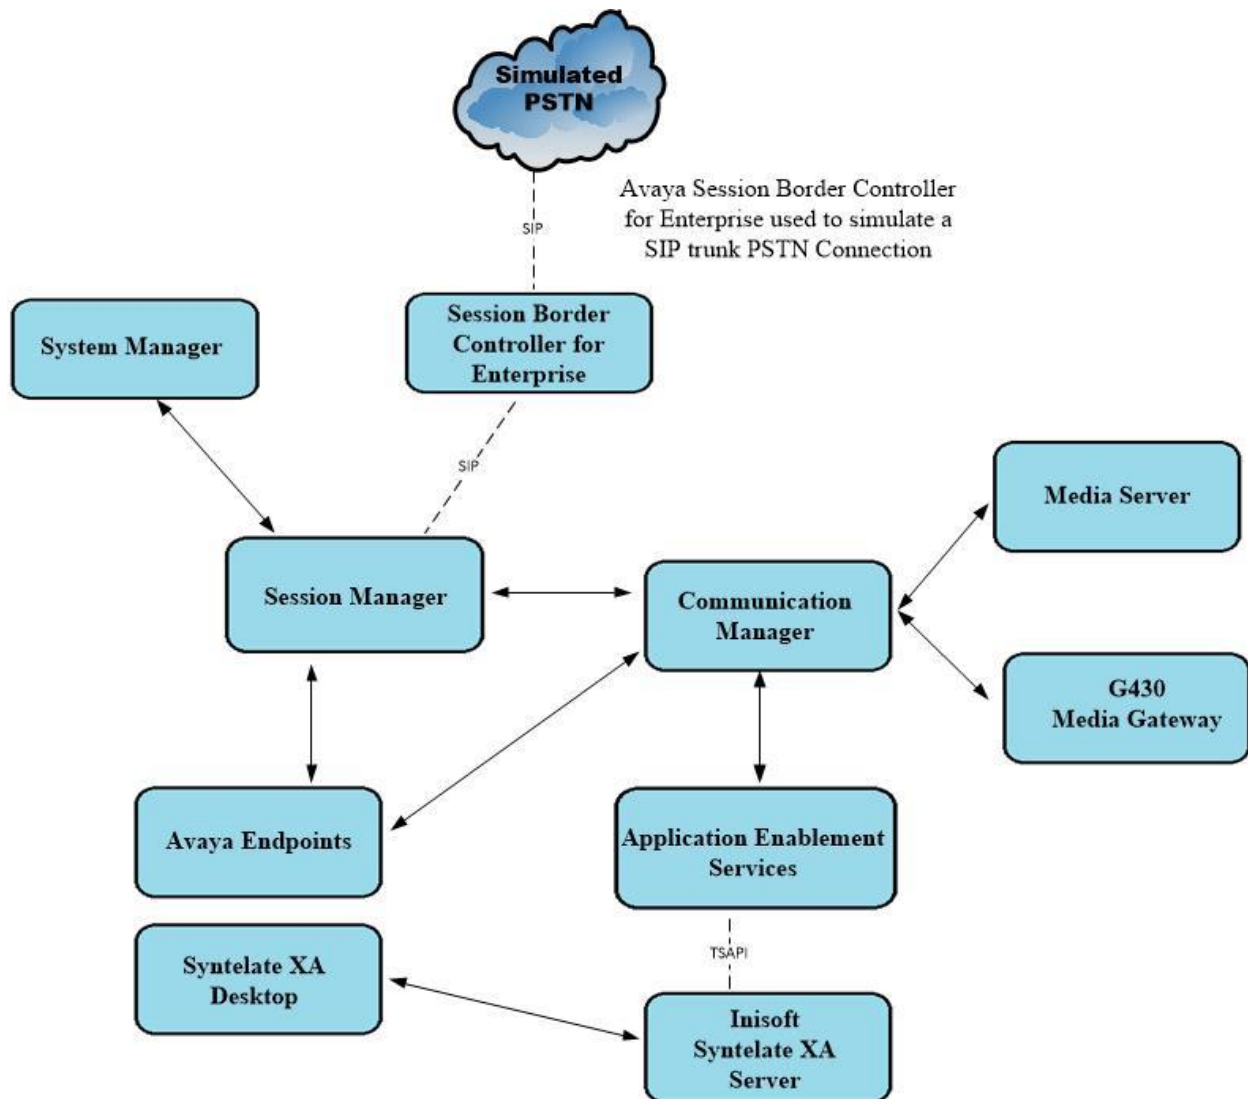 Simulated
PSTN
Avaya Session Border Controller
for Enterprise used to simulate a
SIP trunk PSTN Connection
SIP
Session Border
Controller for
Enterprise
System Manager
SIP
Media Server
Session Manager
Communication
Manager
G430
Media Gateway
Avaya Endpoints
Application Enablement
Services
TSAPI
Syntelate XA
Desktop
Inisoft
Syntelate XA
Server